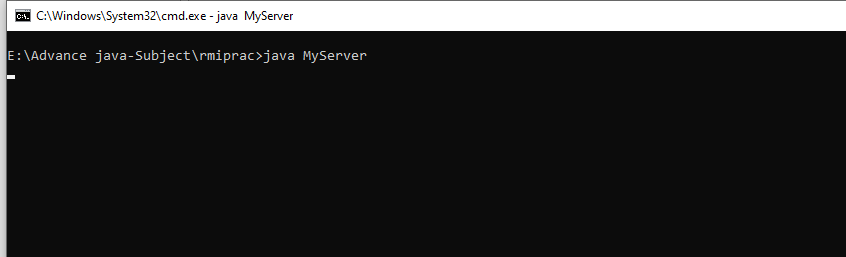 C:\Windows\System32\cmd.exe - java  MyServer
E:\Advance java-Subject\rmiprac>java MyServer